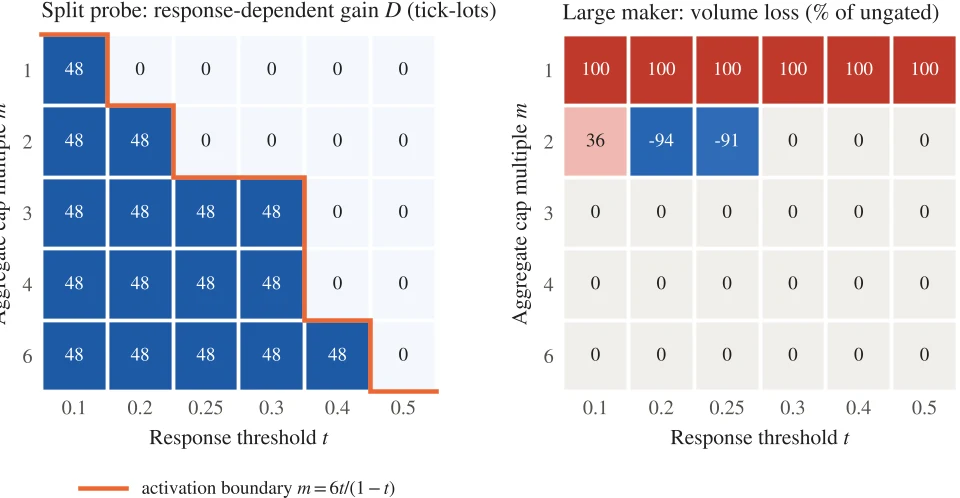 Split probe: response-dependent gain D (tick-lots)
Aggregate cap multiple m
1 48 0 0 0 0 0
2 48 48 0 0 0 0
3 48 48 48 48 0 0
4 48 48 48 48 0 0
6 48 48 48 48 48 0
0.1 0.2 0.25 0.3 0.4 0.5
Response threshold t
activation boundary m = 6t/(1 − t)
Large maker: volume loss (% of ungated)
Aggregate cap multiple m
1 100 100 100 100 100 100
2 36 -94 -91 0 0 0
3 0 0 0 0 0 0
4 0 0 0 0 0 0
6 0 0 0 0 0 0
0.1 0.2 0.25 0.3 0.4 0.5
Response threshold t